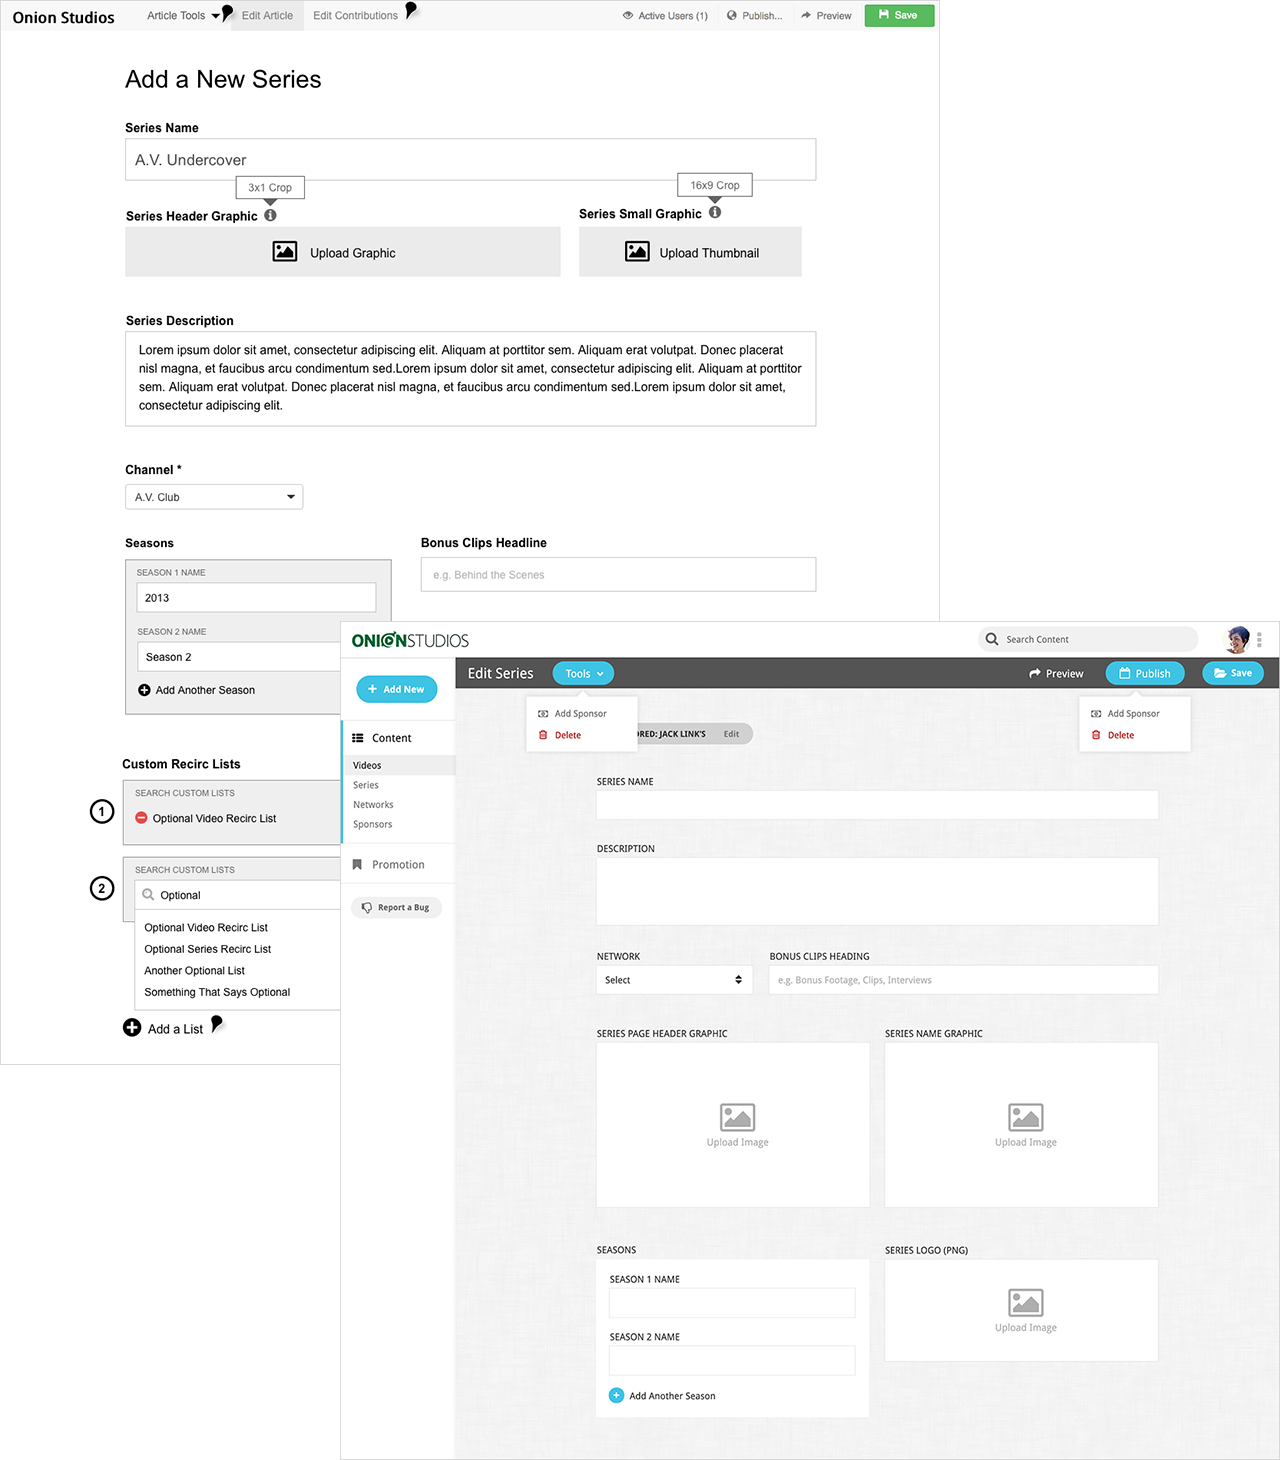 Onion Studios
Article Tools
Edit Article
Edit Contributions
Active Users (1)
Publish...
Preview
Save
Add a New Series
Series Name
A.V. Undercover
3x1 Crop
16x9 Crop
Series Header Graphic
Series Small Graphic
Upload Graphic
Upload Thumbnail
Series Description
Lorem ipsum dolor sit amet, consectetur adipiscing elit. Aliquam at porttitor sem. Aliquam erat volutpat. Donec placerat
nisl magna, et faucibus arcu condimentum sed.Lorem ipsum dolor sit amet, consectetur adipiscing elit. Aliquam at porttitor
sem. Aliquam erat volutpat. Donec placerat nisl magna, et faucibus arcu condimentum sed.Lorem ipsum dolor sit amet,
consectetur adipiscing elit.
Channel *
A.V. Club
Seasons
SEASON 1 NAME
2013
SEASON 2 NAME
Season 2
Add Another Season
Bonus Clips Headline
e.g. Behind the Scenes
Custom Recirc Lists
1
SEARCH CUSTOM LISTS
Optional Video Recirc List
2
SEARCH CUSTOM LISTS
Optional
Optional Video Recirc List
Optional Series Recirc List
Another Optional List
Something That Says Optional
Add a List
ONIONSTUDIOS
Search Content
Add New
Content
Videos
Series
Networks
Sponsors
Promotion
Report a Bug
Edit Series
Tools
Preview
Publish
Save
Add Sponsor
Delete
ORED: JACK LINK'S
Edit
Add Sponsor
Delete
SERIES NAME
DESCRIPTION
NETWORK
Select
BONUS CLIPS HEADING
e.g. Bonus Footage, Clips, Interviews
SERIES PAGE HEADER GRAPHIC
Upload Image
SERIES NAME GRAPHIC
Upload Image
SEASONS
SEASON 1 NAME
SEASON 2 NAME
Add Another Season
SERIES LOGO (PNG)
Upload Image